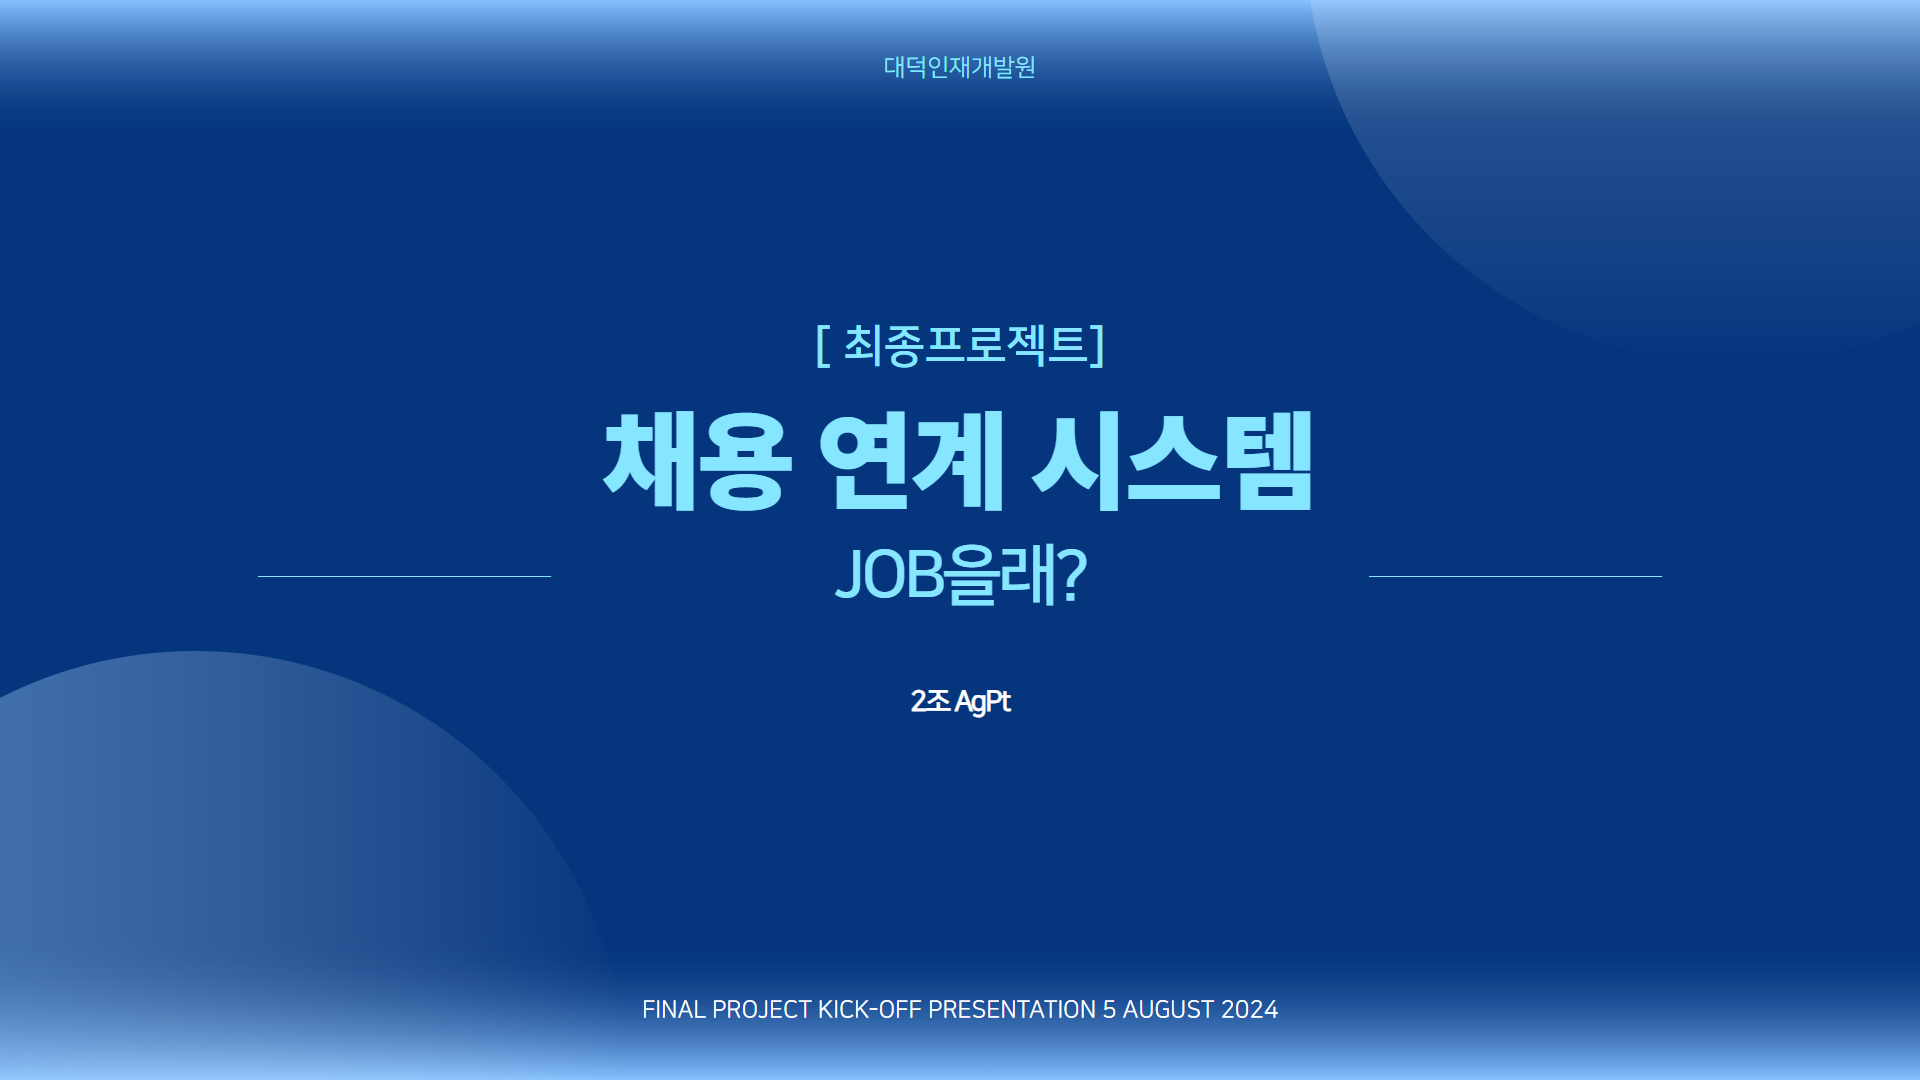 대덕인재개발원
[ 최종프로젝트]
채용 연계 시스템
JOB을래?
2조 AgPt
FINAL PROJECT KICK-OFF PRESENTATION 5 AUGUST 2024